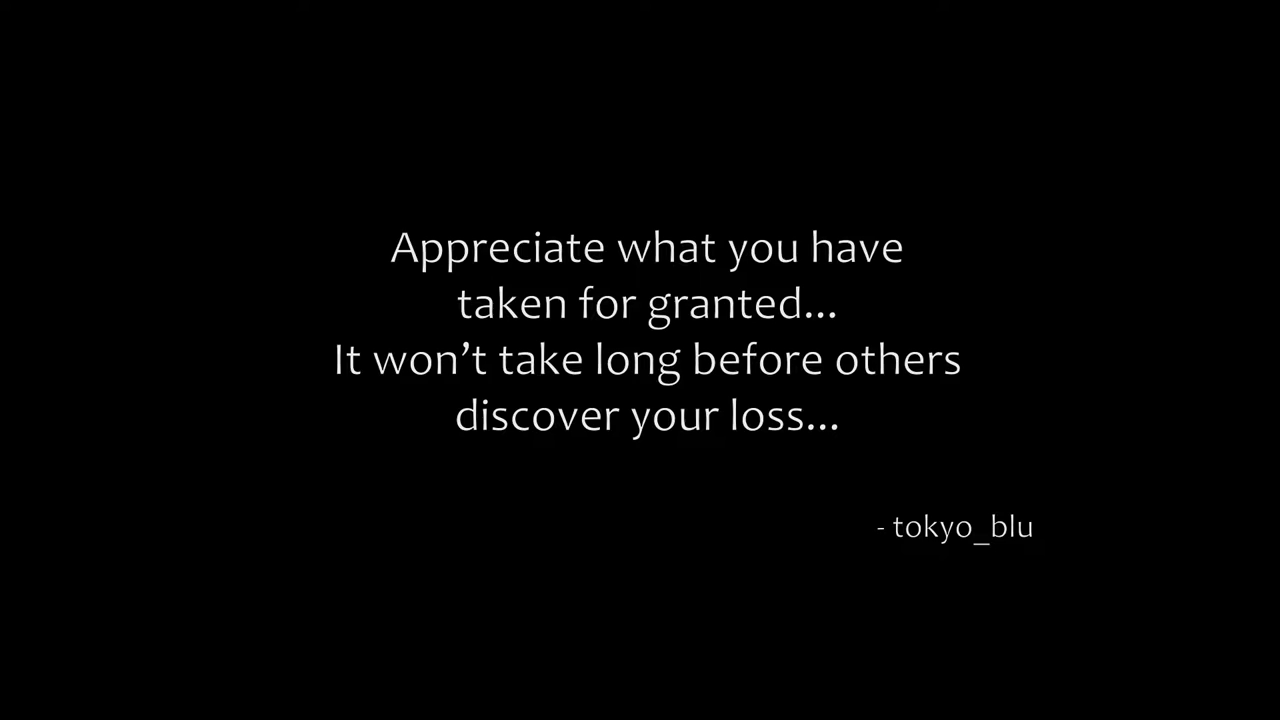 Appreciate what you have
taken for granted...
It won’t take long before others
discover your loss...
- tokyo_blu